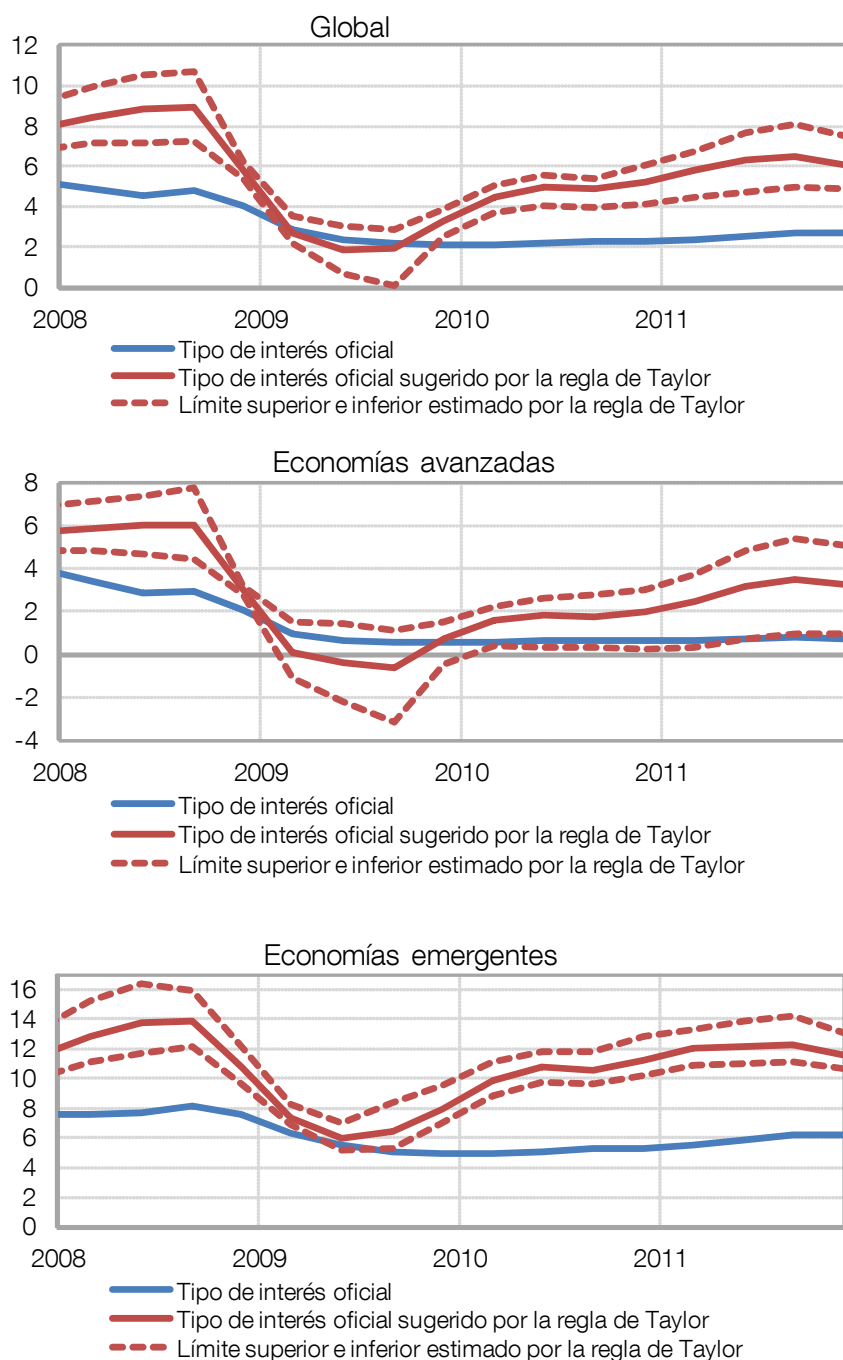 Global
12
10
8
6
4
2
0
2008 2009 2010 2011
Tipo de interés oficial
Tipo de interés oficial sugerido por la regla de Taylor
Límite superior e inferior estimado por la regla de Taylor
Economías avanzadas
8
6
4
2
0
-2
-4
2008 2009 2010 2011
Tipo de interés oficial
Tipo de interés oficial sugerido por la regla de Taylor
Límite superior e inferior estimado por la regla de Taylor
Economías emergentes
16
14
12
10
8
6
4
2
0
2008 2009 2010 2011
Tipo de interés oficial
Tipo de interés oficial sugerido por la regla de Taylor
Límite superior e inferior estimado por la regla de Taylor